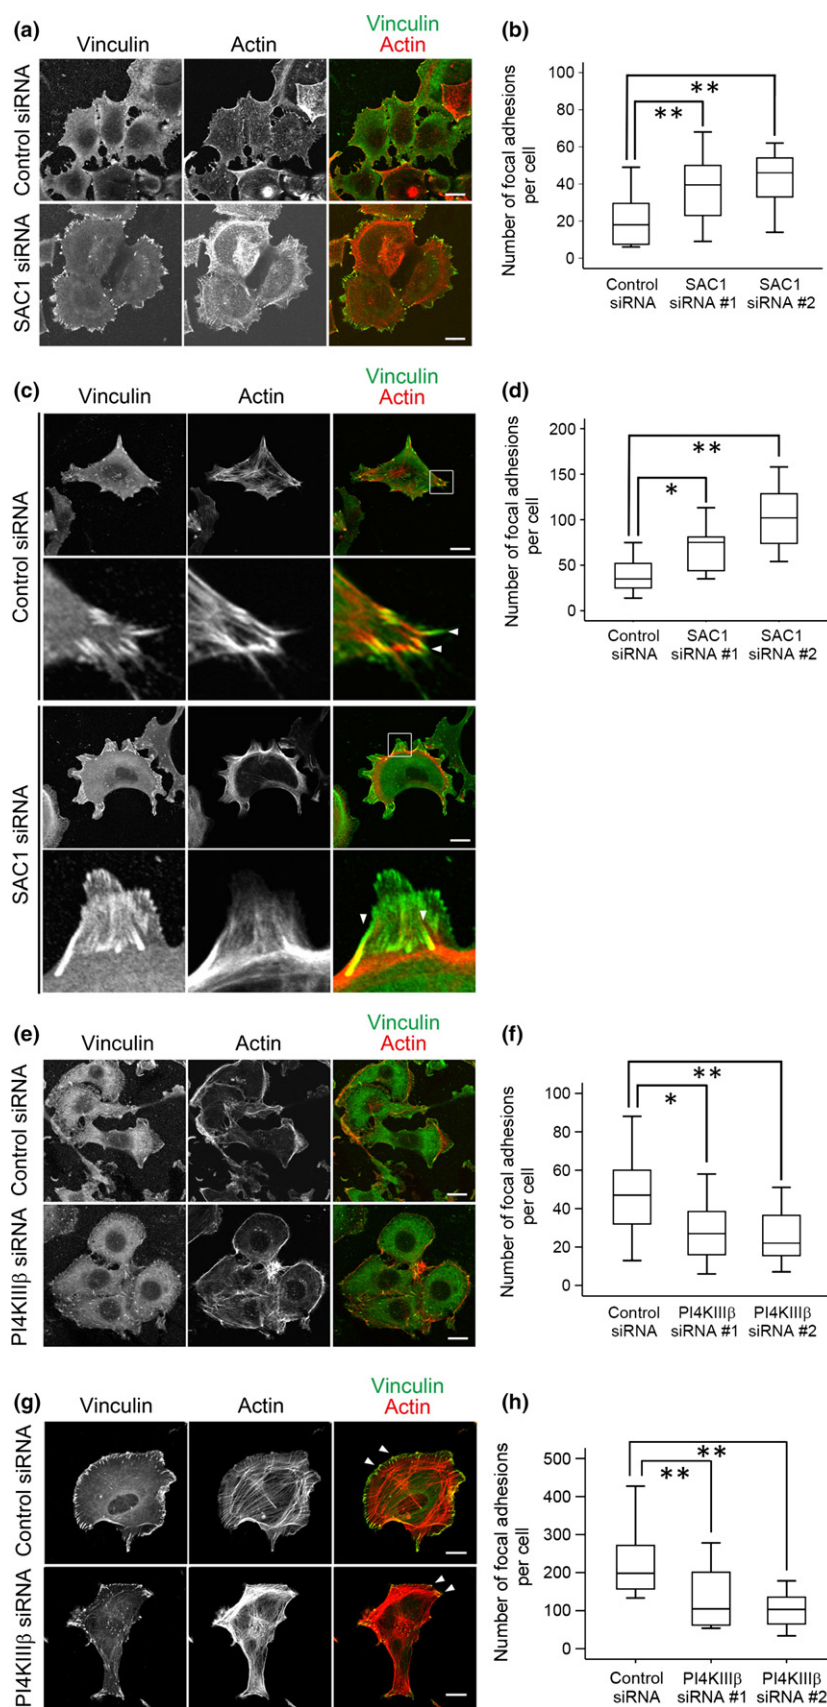 (a)
Vinculin
Actin
Vinculin
Actin
Control siRNA
SAC1 siRNA
(b)
Number of focal adhesions
per cell
100
80
60
40
20
0
**
**
Control
siRNA
SAC1
siRNA #1
SAC1
siRNA #2
(c)
Vinculin
Actin
Vinculin
Actin
Control siRNA
SAC1 siRNA
(d)
Number of focal adhesions
per cell
200
150
100
50
0
**
*
Control
siRNA
SAC1
siRNA #1
SAC1
siRNA #2
(e)
Vinculin
Actin
Vinculin
Actin
Control siRNA
PI4KIIIβ siRNA
(f)
Number of focal adhesions
per cell
100
80
60
40
20
0
**
*
Control
siRNA
PI4KIIIβ
siRNA #1
PI4KIIIβ
siRNA #2
(g)
Vinculin
Actin
Vinculin
Actin
Control siRNA
PI4KIIIβ siRNA
(h)
Number of focal adhesions
per cell
500
400
300
200
100
0
**
**
Control
siRNA
PI4KIIIβ
siRNA #1
PI4KIIIβ
siRNA #2